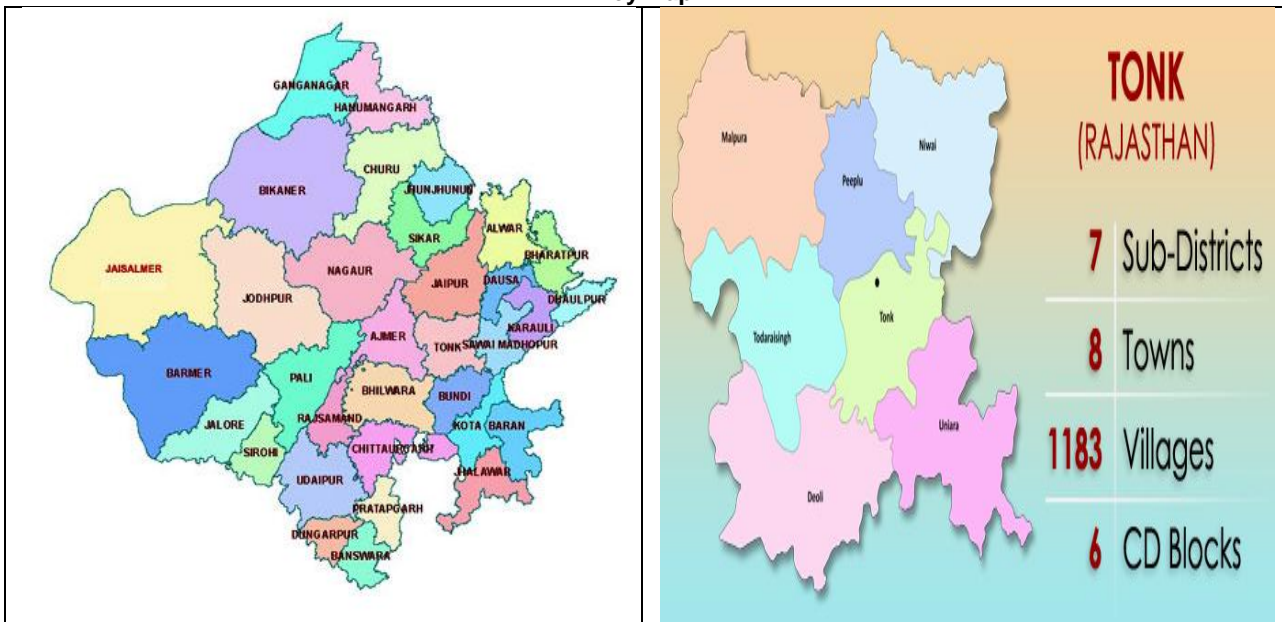 GANGANAGAR
HANUMANGARH
CHURU
BIKANER
JHUNJHUNUN
SIKAR
ALWAR
BHARATPUR
JAISALMER
NAGAUR
JAIPUR
DAUSA
JODHPUR
DHAULPUR
KARAULI
AJMER
TONK
SAWAI MADHOPUR
BARMER
PALI
BHILWARA
BUNDI
RAJSAMAND
JALORE
KOTA
BARAN
SIROHI
CHITTAURGARH
JHALAWAR
UDAIPUR
PRATAPGARH
DUNGARPUR
BANSWARA
Malpura
Niwai
Peeplu
Tonk
Todaraisingh
Uniara
Deoli
TONK
(RAJASTHAN)
7 Sub-Districts
8 Towns
1183 Villages
6 CD Blocks